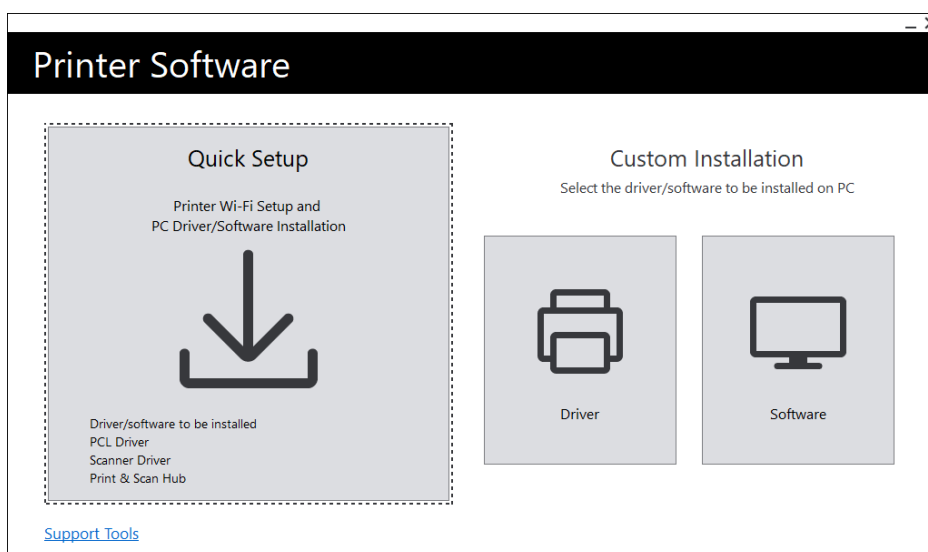 Printer Software
Quick Setup
Printer Wi-Fi Setup and
PC Driver/Software Installation
Driver/software to be installed
PCL Driver
Scanner Driver
Print & Scan Hub
Custom Installation
Select the driver/software to be installed on PC
Driver
Software
Support Tools